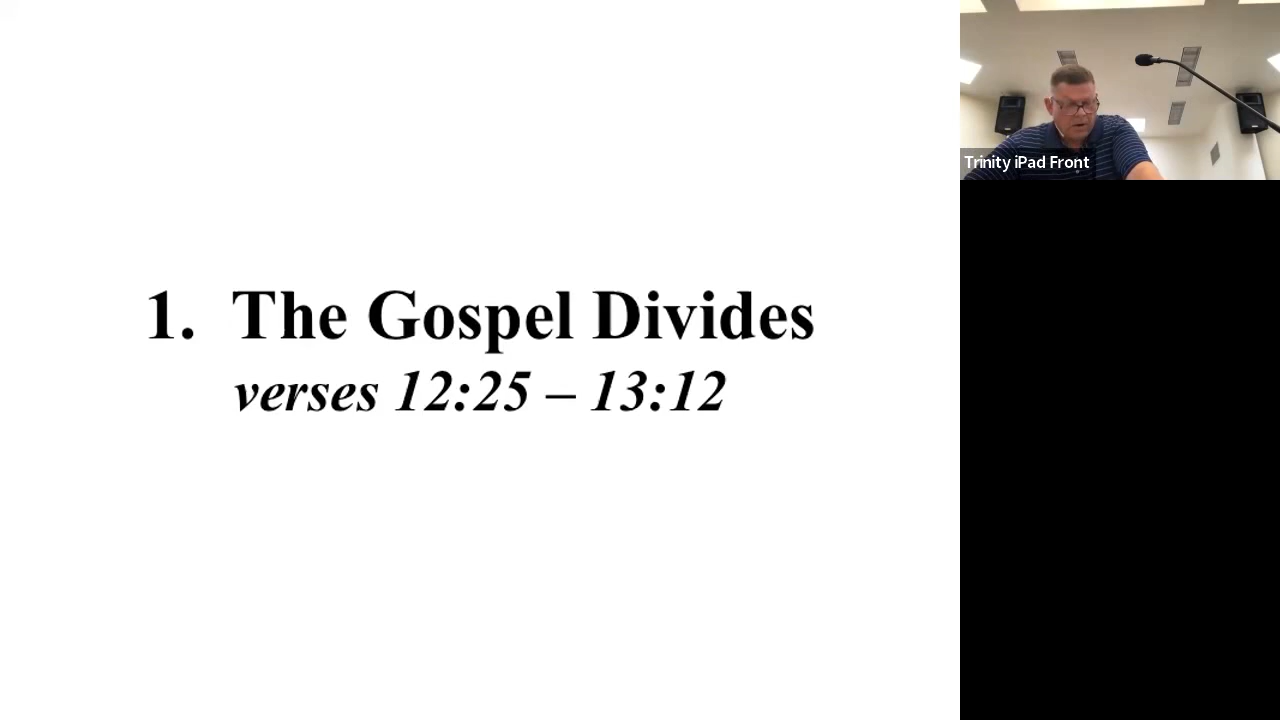 1. The Gospel Divides
verses 12:25 – 13:12
Trinity iPad Front